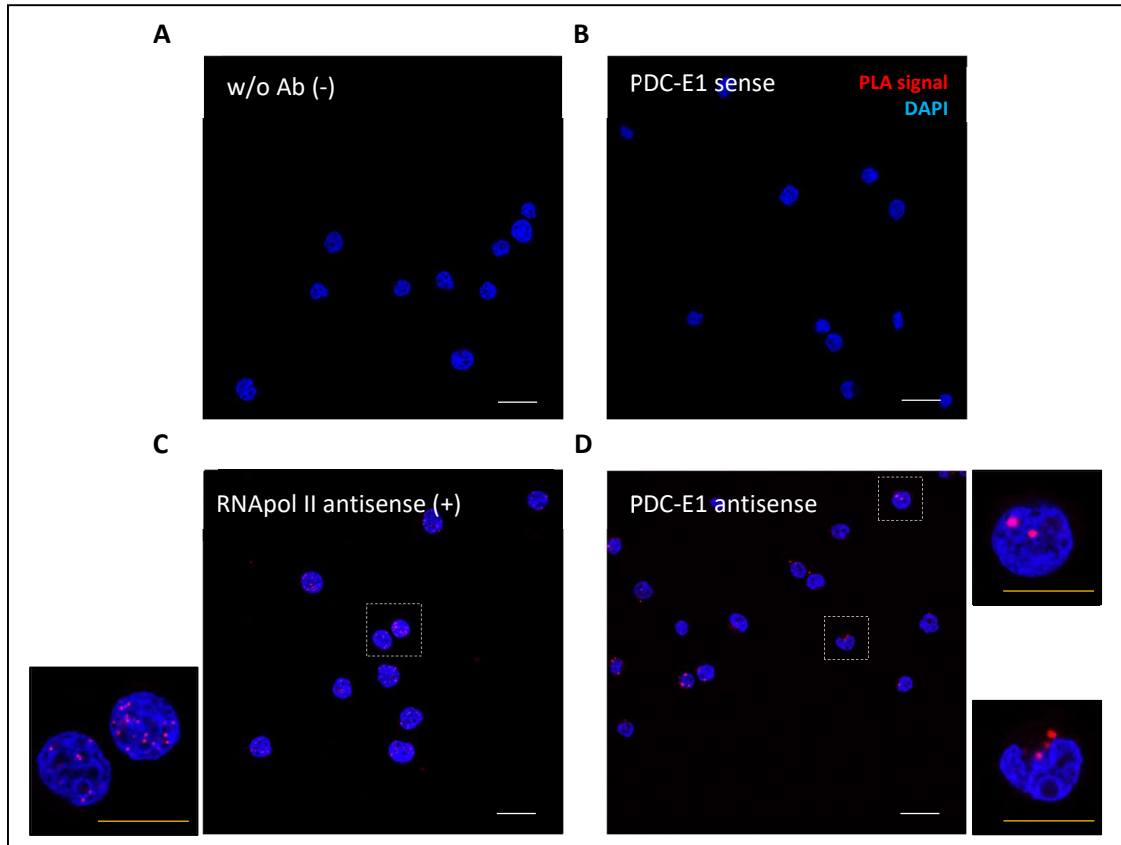 A
B
w/o Ab (-)
PDC-E1 sense
PLA signal
DAPI
C
D
RNApol II antisense (+)
PDC-E1 antisense